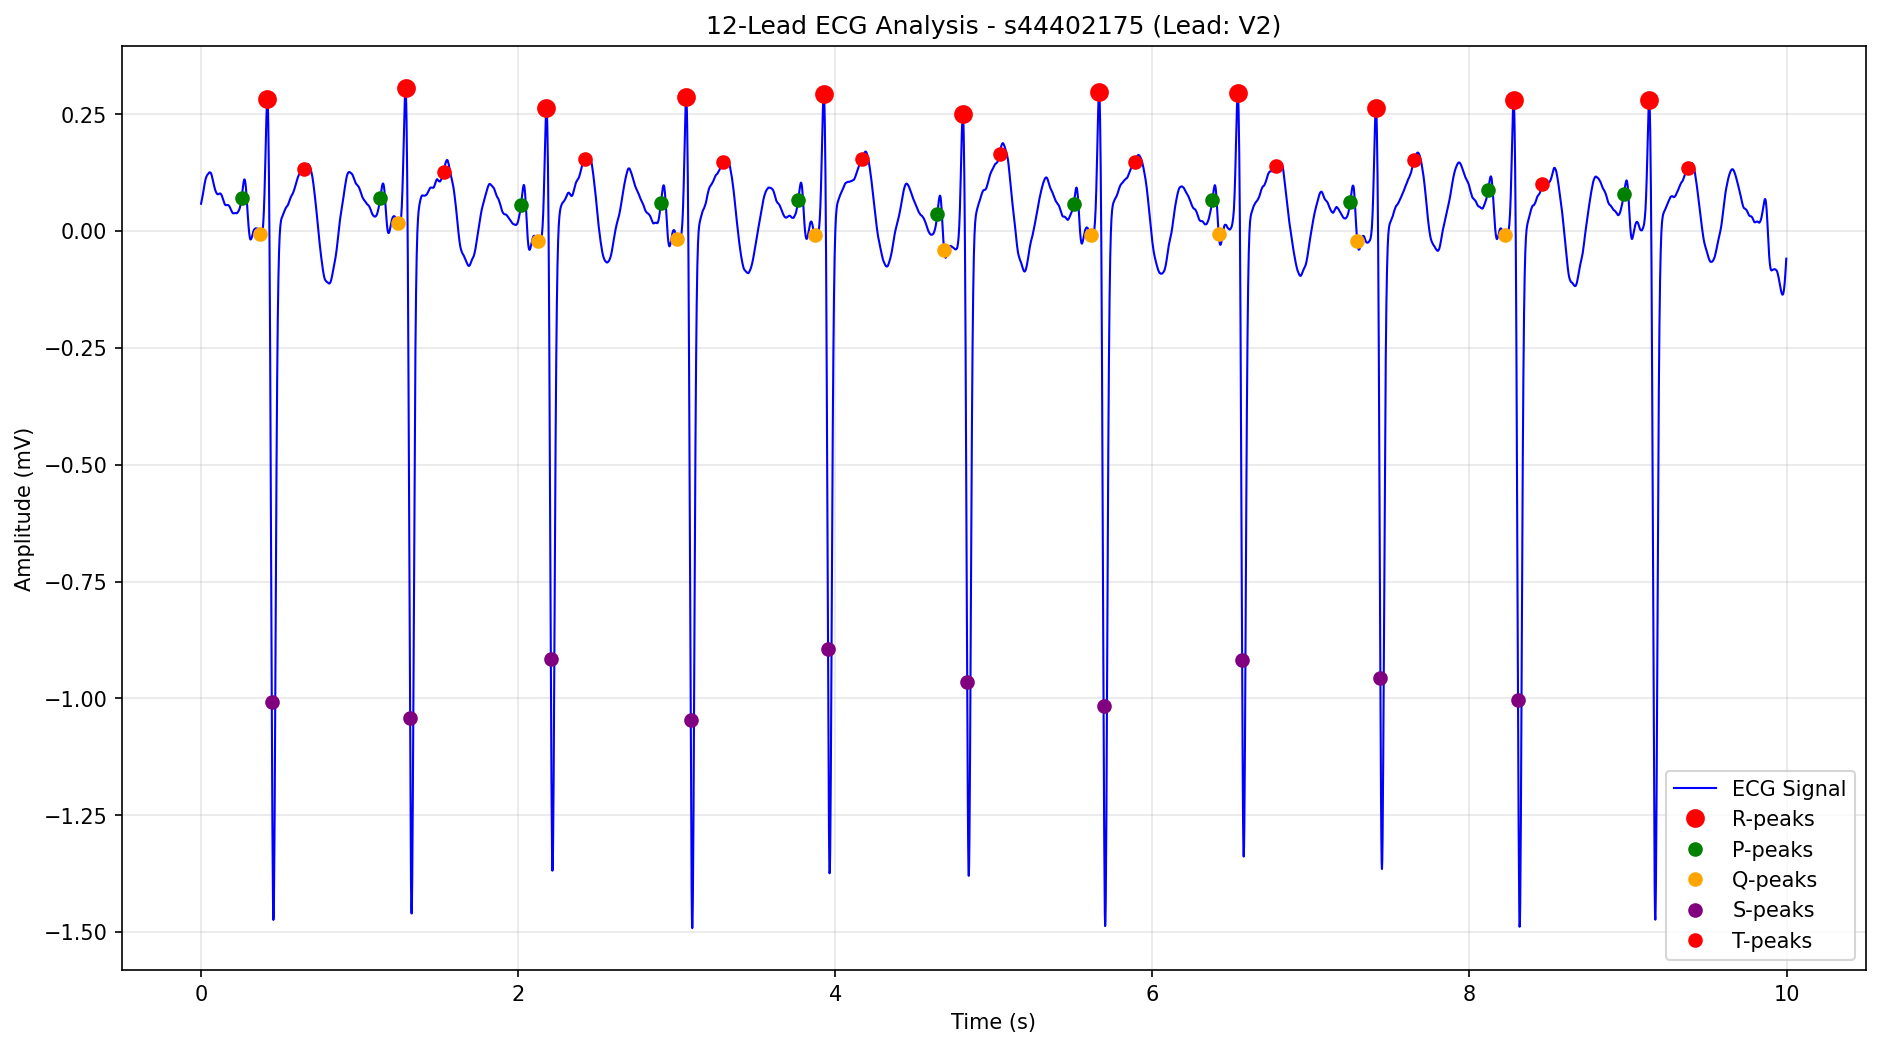 12-Lead ECG Analysis - s44402175 (Lead: V2)
0.25
0.00
−0.25
−0.50
−0.75
−1.00
−1.25
−1.50
Amplitude (mV)
ECG Signal
R-peaks
P-peaks
Q-peaks
S-peaks
T-peaks
0 2 4 6 8 10
Time (s)